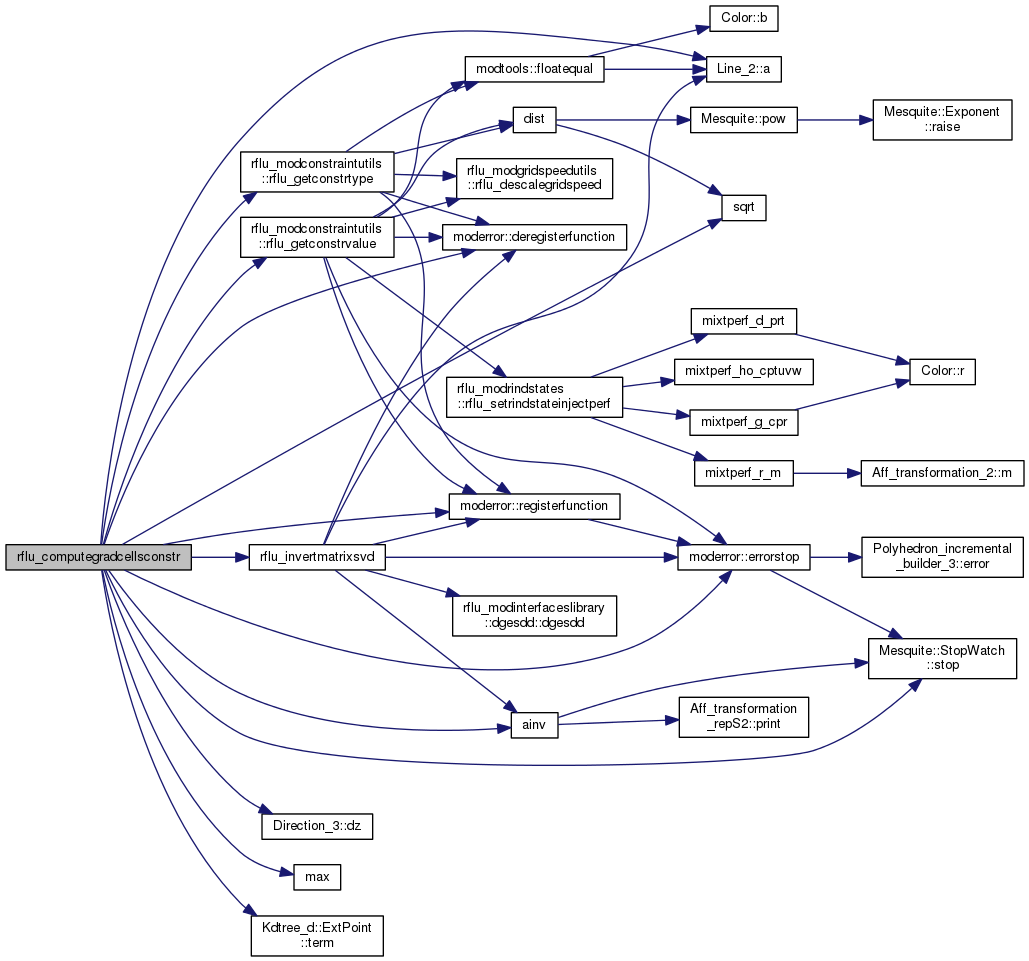 Color::b
modtools::floatequal
Line_2::a
dist
Mesquite::pow
Mesquite::Exponent
::raise
rflu_modconstraintutils
::rflu_getconstrtype
rflu_modgridspeedutils
::rflu_descalegridspeed
sqrt
rflu_modconstraintutils
::rflu_getconstrvalue
moderror::deregisterfunction
mixtperf_d_prt
mixtperf_ho_cptuvw
Color::r
rflu_modrindstates
::rflu_setrindstateinjectperf
mixtperf_g_cpr
mixtperf_r_m
Aff_transformation_2::m
moderror::registerfunction
rflu_computegradcellsconstr
rflu_invertmatrixsvd
moderror::errorstop
Polyhedron_incremental
_builder_3::error
rflu_modinterfaceslibrary
::dgesdd::dgesdd
Mesquite::StopWatch
::stop
ainv
Aff_transformation
_repS2::print
Direction_3::dz
max
Kdtree_d::ExtPoint
::term